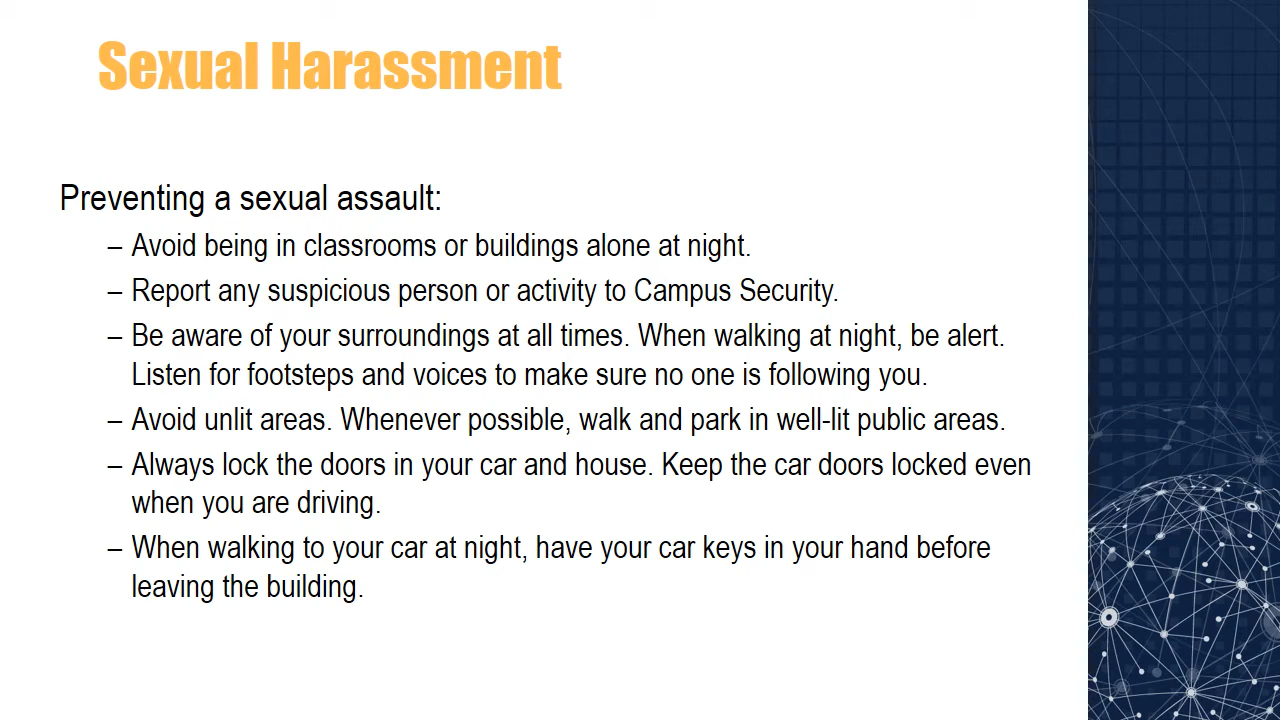 Sexual Harassment
Preventing a sexual assault:
– Avoid being in classrooms or buildings alone at night.
– Report any suspicious person or activity to Campus Security.
– Be aware of your surroundings at all times. When walking at night, be alert.
Listen for footsteps and voices to make sure no one is following you.
– Avoid unlit areas. Whenever possible, walk and park in well-lit public areas.
– Always lock the doors in your car and house. Keep the car doors locked even
when you are driving.
– When walking to your car at night, have your car keys in your hand before
leaving the building.